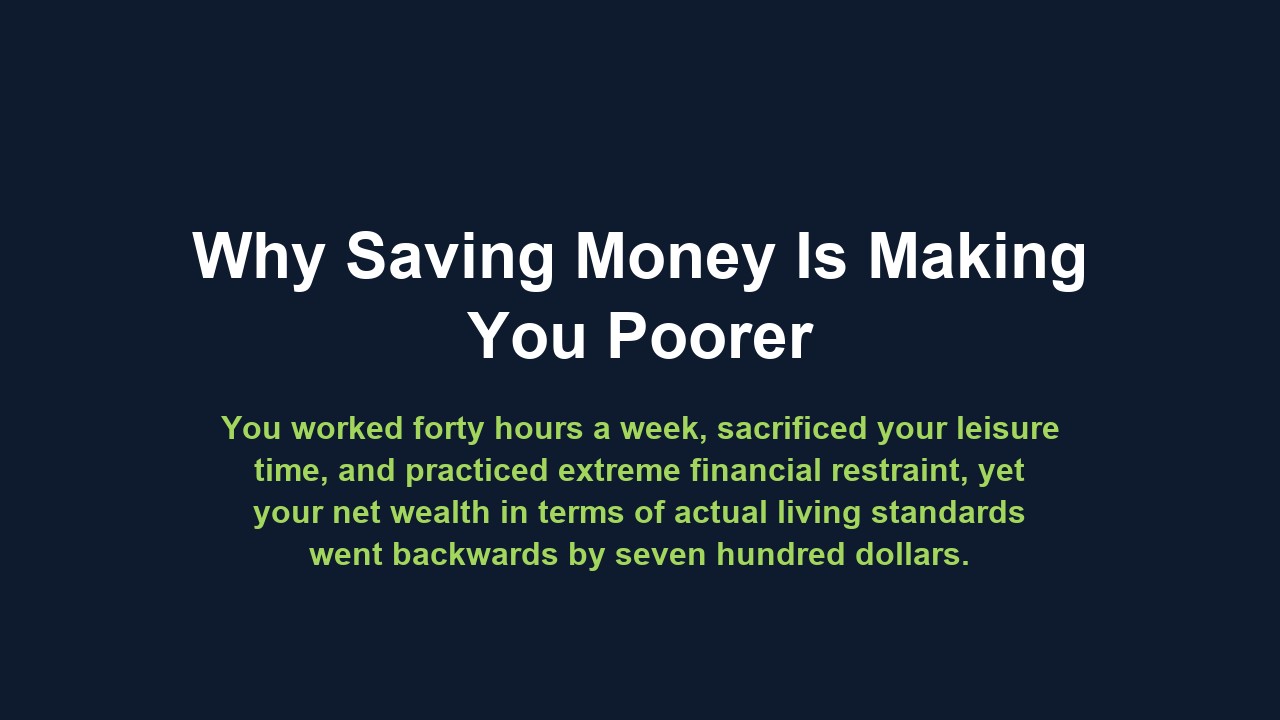 Why Saving Money Is Making
You Poorer
You worked forty hours a week, sacrificed your leisure
time, and practiced extreme financial restraint, yet
your net wealth in terms of actual living standards
went backwards by seven hundred dollars.